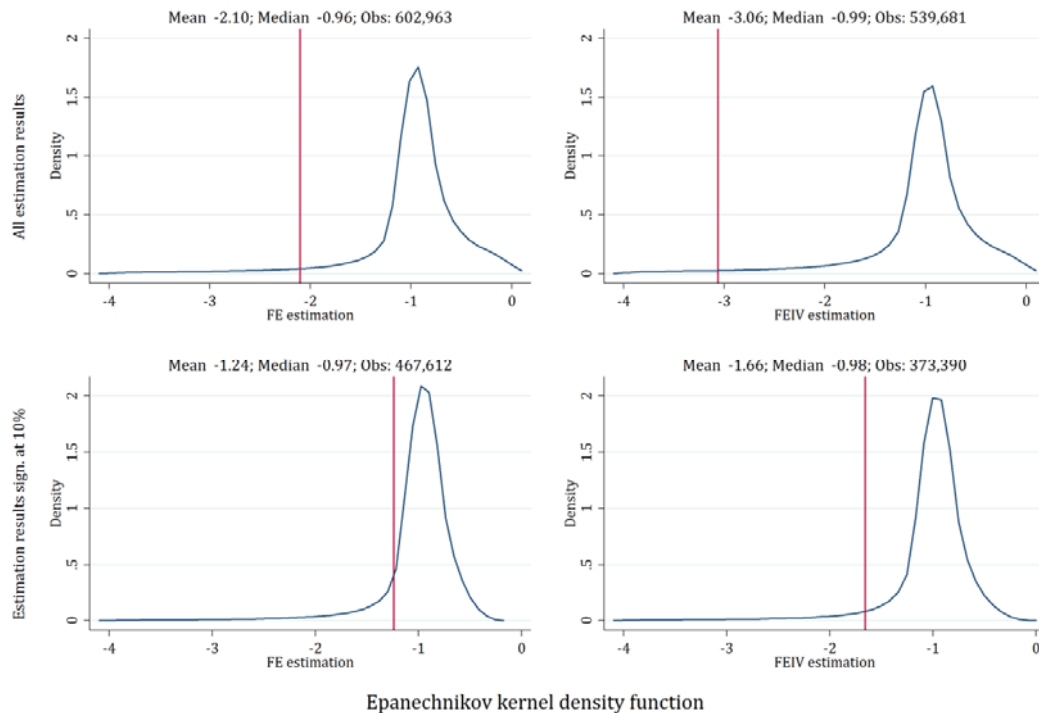 Mean -2.10; Median -0.96; Obs: 602,963
Mean -3.06; Median -0.99; Obs: 539,681
All estimation results
Density
0 .5 1 1.5 2
-4 -3 -2 -1 0
FE estimation
Density
0 .5 1 1.5 2
-4 -3 -2 -1 0
FEIV estimation
Mean -1.24; Median -0.97; Obs: 467,612
Mean -1.66; Median -0.98; Obs: 373,390
Estimation results sign. at 10%
Density
0 .5 1 1.5 2
-4 -3 -2 -1 0
FE estimation
Density
0 .5 1 1.5 2
-4 -3 -2 -1 0
FEIV estimation
Epanechnikov kernel density function